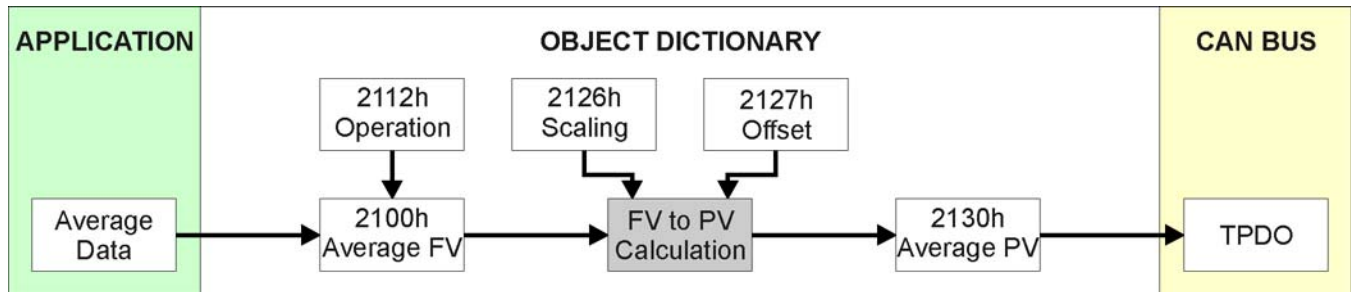 APPLICATION
OBJECT DICTIONARY
CAN BUS
2112h
Operation
2126h
Scaling
2127h
Offset
Average
Data
2100h
Average FV
FV to PV
Calculation
2130h
Average PV
TPDO